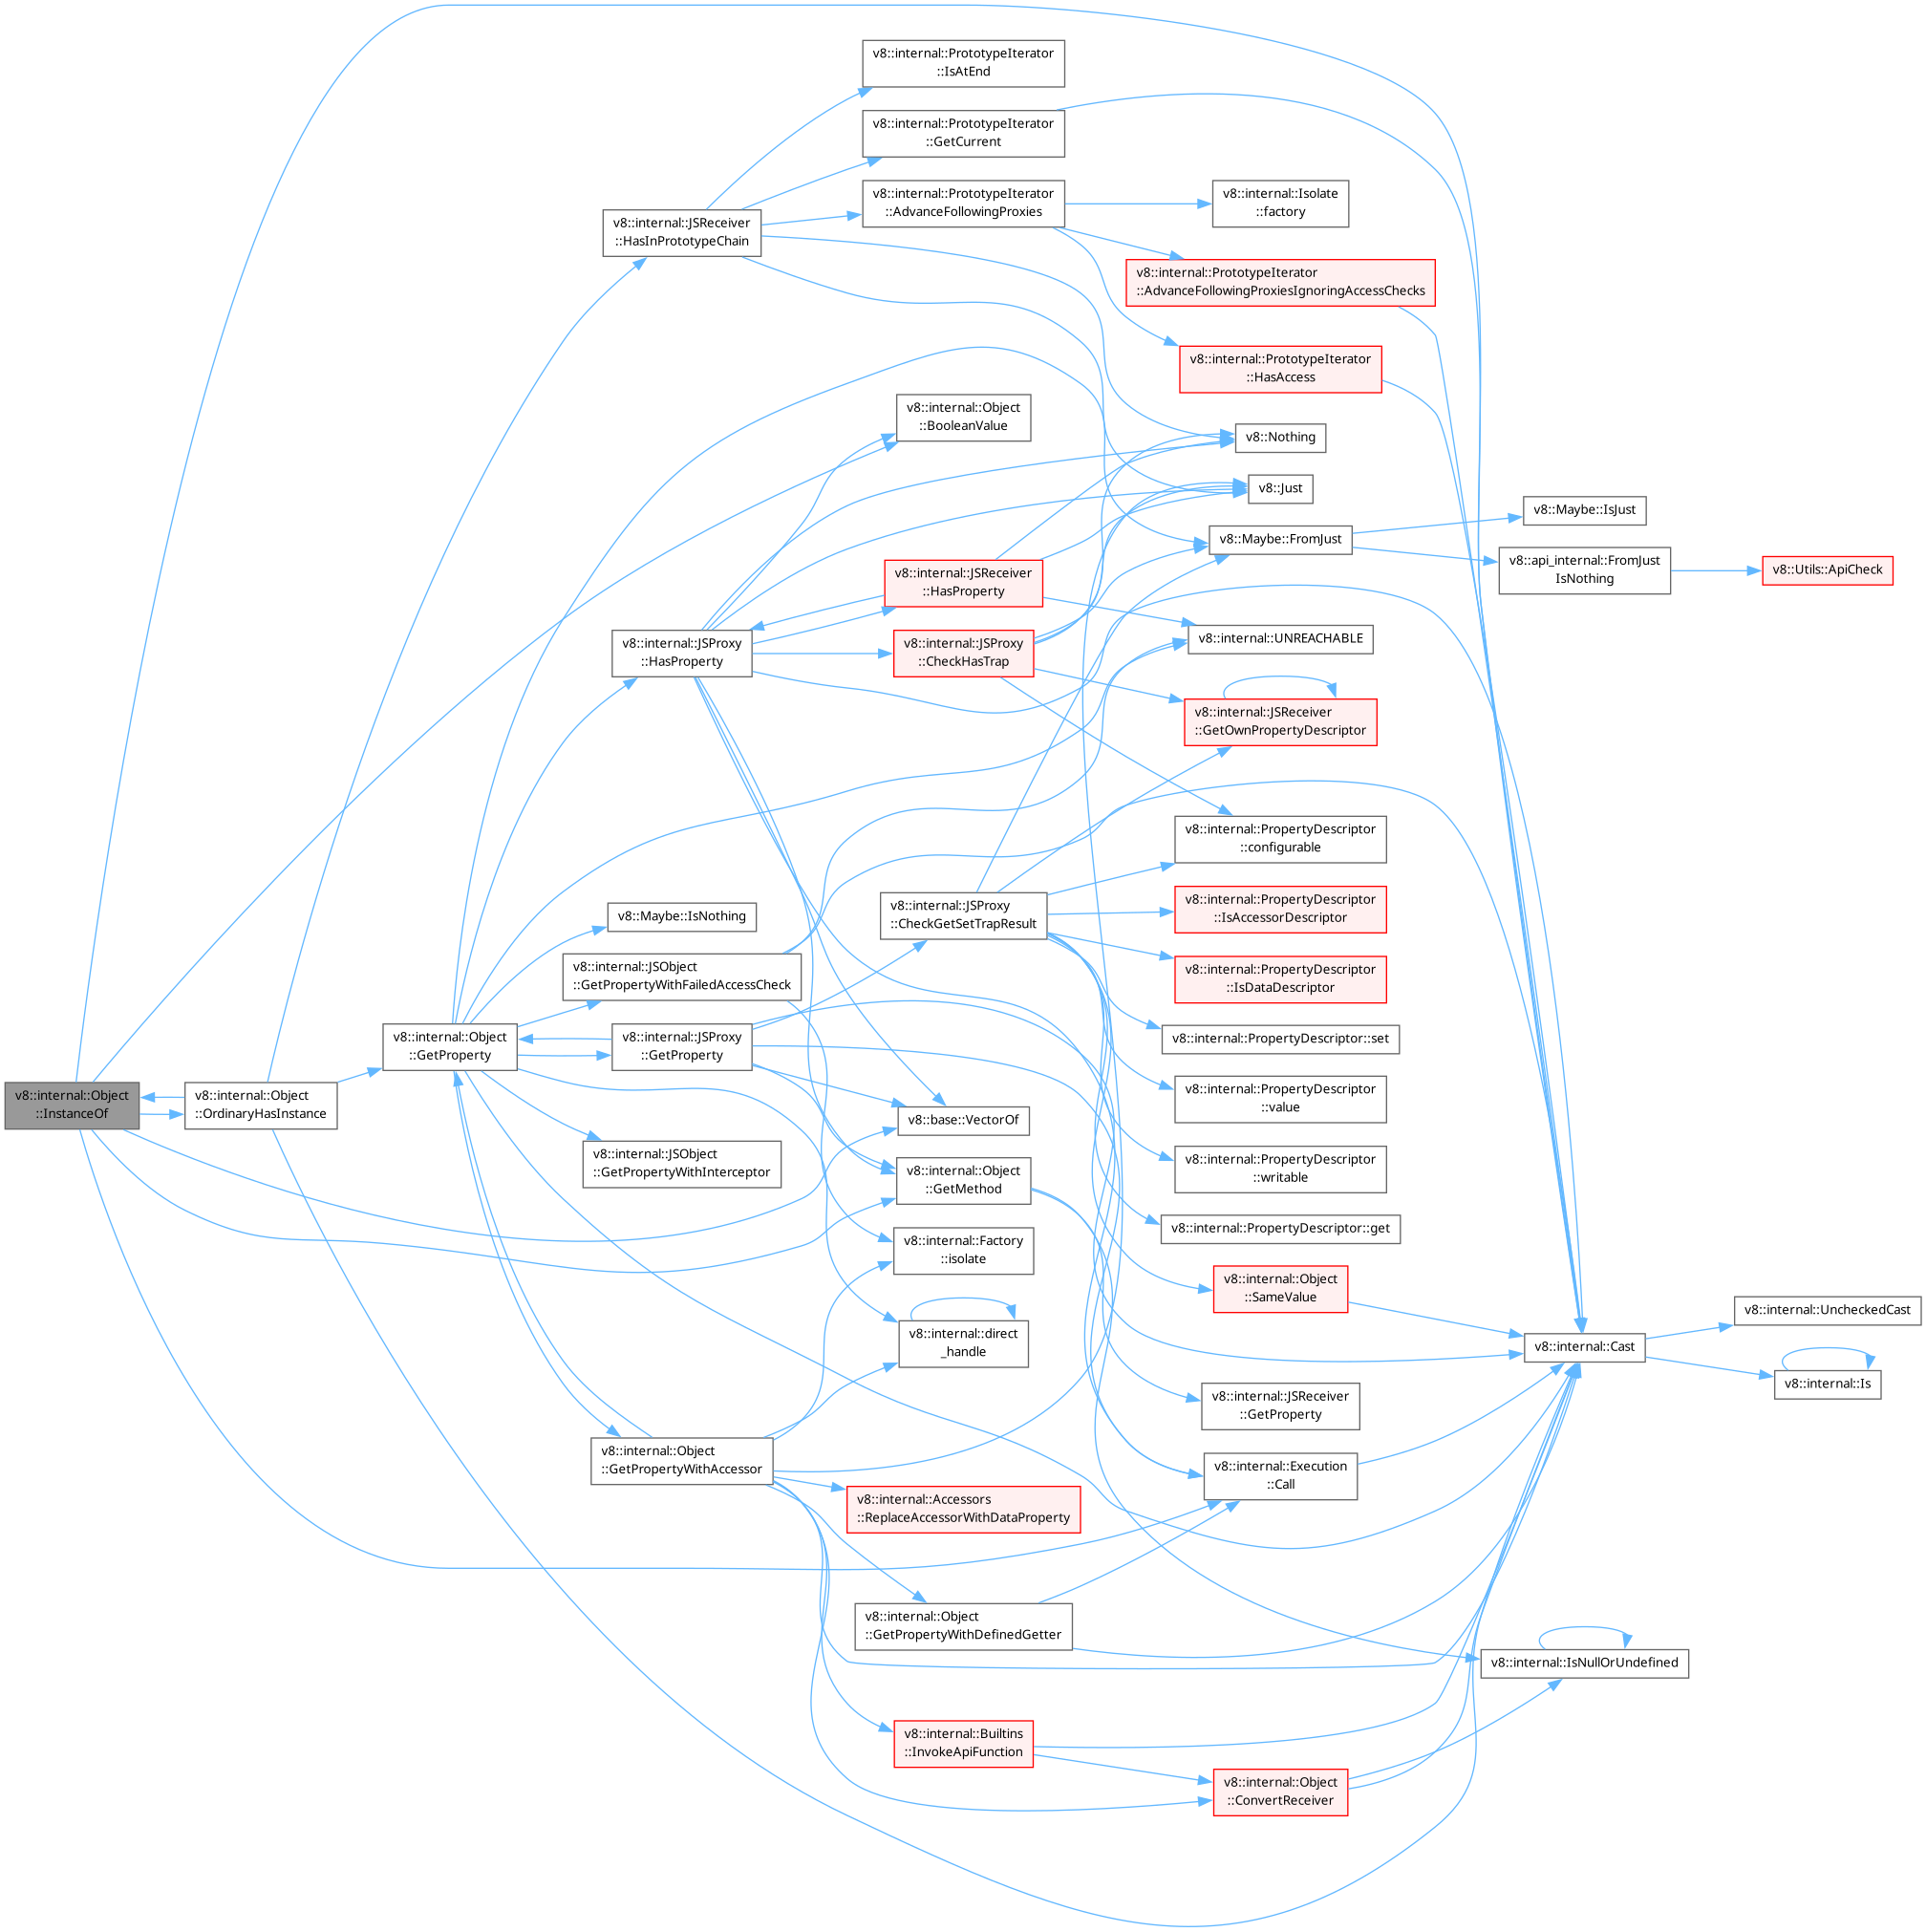 v8::internal::PrototypeIterator
::IsAtEnd
v8::internal::PrototypeIterator
::GetCurrent
v8::internal::PrototypeIterator
::AdvanceFollowingProxies
v8::internal::Isolate
::factory
v8::internal::JSReceiver
::HasInPrototypeChain
v8::internal::PrototypeIterator
::AdvanceFollowingProxiesIgnoringAccessChecks
v8::internal::PrototypeIterator
::HasAccess
v8::internal::Object
::BooleanValue
v8::Nothing
v8::Just
v8::Maybe::IsJust
v8::Maybe::FromJust
v8::api_internal::FromJust
IsNothing
v8::Utils::ApiCheck
v8::internal::JSReceiver
::HasProperty
v8::internal::UNREACHABLE
v8::internal::JSProxy
::HasProperty
v8::internal::JSProxy
::CheckHasTrap
v8::internal::JSReceiver
::GetOwnPropertyDescriptor
v8::internal::PropertyDescriptor
::configurable
v8::Maybe::IsNothing
v8::internal::JSProxy
::CheckGetSetTrapResult
v8::internal::PropertyDescriptor
::IsAccessorDescriptor
v8::internal::JSObject
::GetPropertyWithFailedAccessCheck
v8::internal::PropertyDescriptor
::IsDataDescriptor
v8::internal::Object
::GetProperty
v8::internal::JSProxy
::GetProperty
v8::internal::PropertyDescriptor::set
v8::internal::Object
::InstanceOf
v8::internal::Object
::OrdinaryHasInstance
v8::internal::PropertyDescriptor
::value
v8::base::VectorOf
v8::internal::JSObject
::GetPropertyWithInterceptor
v8::internal::Object
::GetMethod
v8::internal::PropertyDescriptor
::writable
v8::internal::PropertyDescriptor::get
v8::internal::Factory
::isolate
v8::internal::Object
::SameValue
v8::internal::UncheckedCast
v8::internal::direct
_handle
v8::internal::Cast
v8::internal::Is
v8::internal::JSReceiver
::GetProperty
v8::internal::Object
::GetPropertyWithAccessor
v8::internal::Execution
::Call
v8::internal::Accessors
::ReplaceAccessorWithDataProperty
v8::internal::Object
::GetPropertyWithDefinedGetter
v8::internal::IsNullOrUndefined
v8::internal::Builtins
::InvokeApiFunction
v8::internal::Object
::ConvertReceiver